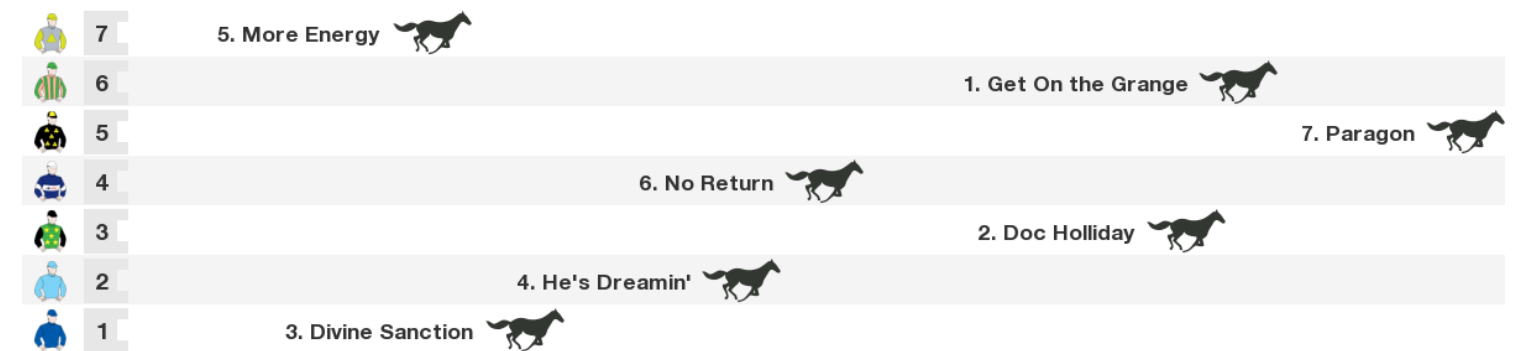 7 5. More Energy
6 1. Get On the Grange
5 7. Paragon
4 6. No Return
3 2. Doc Holliday
2 4. He's Dreamin'
1 3. Divine Sanction